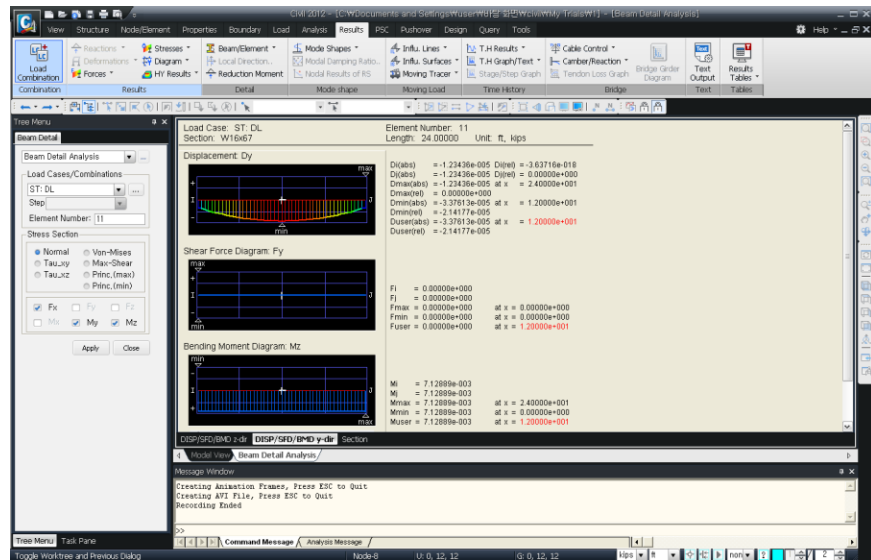 Civil 2012 - [C:\Documents and Settings\user\바탕 화면\civil\My Trials\1] - [Beam Detail Analysis]
View Structure Node/Element Properties Boundary Load Analysis Results PSC Pushover Design Query Tools Help
Load Combination
Reactions
Deformations
Forces
Stresses
Diagram
HY Results
Beam/Element
Local Direction..
Reduction Moment
Mode Shapes
Modal Damping Ratio..
Nodal Results of RS
Influ. Lines
Influ. Surfaces
Moving Tracer
T.H Results
T.H Graph/Text
Stage/Step Graph
Cable Control
Camber/Reaction
Tendon Loss Graph
Bridge Girder Diagram
Text Output
Results Tables
Combination Results Detail Mode shape Moving Load Time History Bridge Text Tables
Tree Menu
Beam Detail
Beam Detail Analysis
...
Load Cases/Combinations
ST: DL
...
Step
Element Number: 11
Stress Section
Normal Von-Mises
Tau_xy Max-Shear
Tau_xz Princ.(max)
Princ.(min)
Fx Fy Fz
Mx My Mz
Apply Close
Load Case: ST: DL Element Number: 11
Section: W16x67 Length: 24.00000 Unit: ft, kips
Displacement: Dy
max
+
I J
-
min
Di(abs) =-1.23436e-005 Di(rel) =-3.63716e-018
Dj(abs) =-1.23436e-005 Dj(rel) = 0.00000e+000
Dmax(abs) =-1.23436e-005 at x = 2.40000e+001
Dmax(rel) = 0.00000e+000
Dmin(abs) =-3.37613e-005 at x = 1.20000e+001
Dmin(rel) =-2.14177e-005
Duser(abs) =-3.37613e-005 at x = 1.20000e+001
Duser(rel) =-2.14177e-005
Shear Force Diagram: Fy
max
+
I J
-
min
Fi = 0.00000e+000
Fj = 0.00000e+000
Fmax = 0.00000e+000 at x = 0.00000e+000
Fmin = 0.00000e+000 at x = 0.00000e+000
Fuser = 0.00000e+000 at x = 1.20000e+001
Bending Moment Diagram: Mz
min
-
I J
+
max
Mi = 7.12889e-003
Mj = 7.12889e-003
Mmax = 7.12889e-003 at x = 2.40000e+001
Mmin = 7.12889e-003 at x = 0.00000e+000
Muser = 7.12889e-003 at x = 1.20000e+001
DISP/SFD/BMD z-dir DISP/SFD/BMD y-dir Section
Model View Beam Detail Analysis
Message Window
Creating Animation Frames, Press ESC to Quit
Creating AVI File, Press ESC to Quit
Recording Ended
>>
Command Message Analysis Message
Tree Menu Task Pane
Toggle Worktree and Previous Dialog Node-8 U: 0, 12, 12 G: 0, 12, 12 kips ft non ? 2